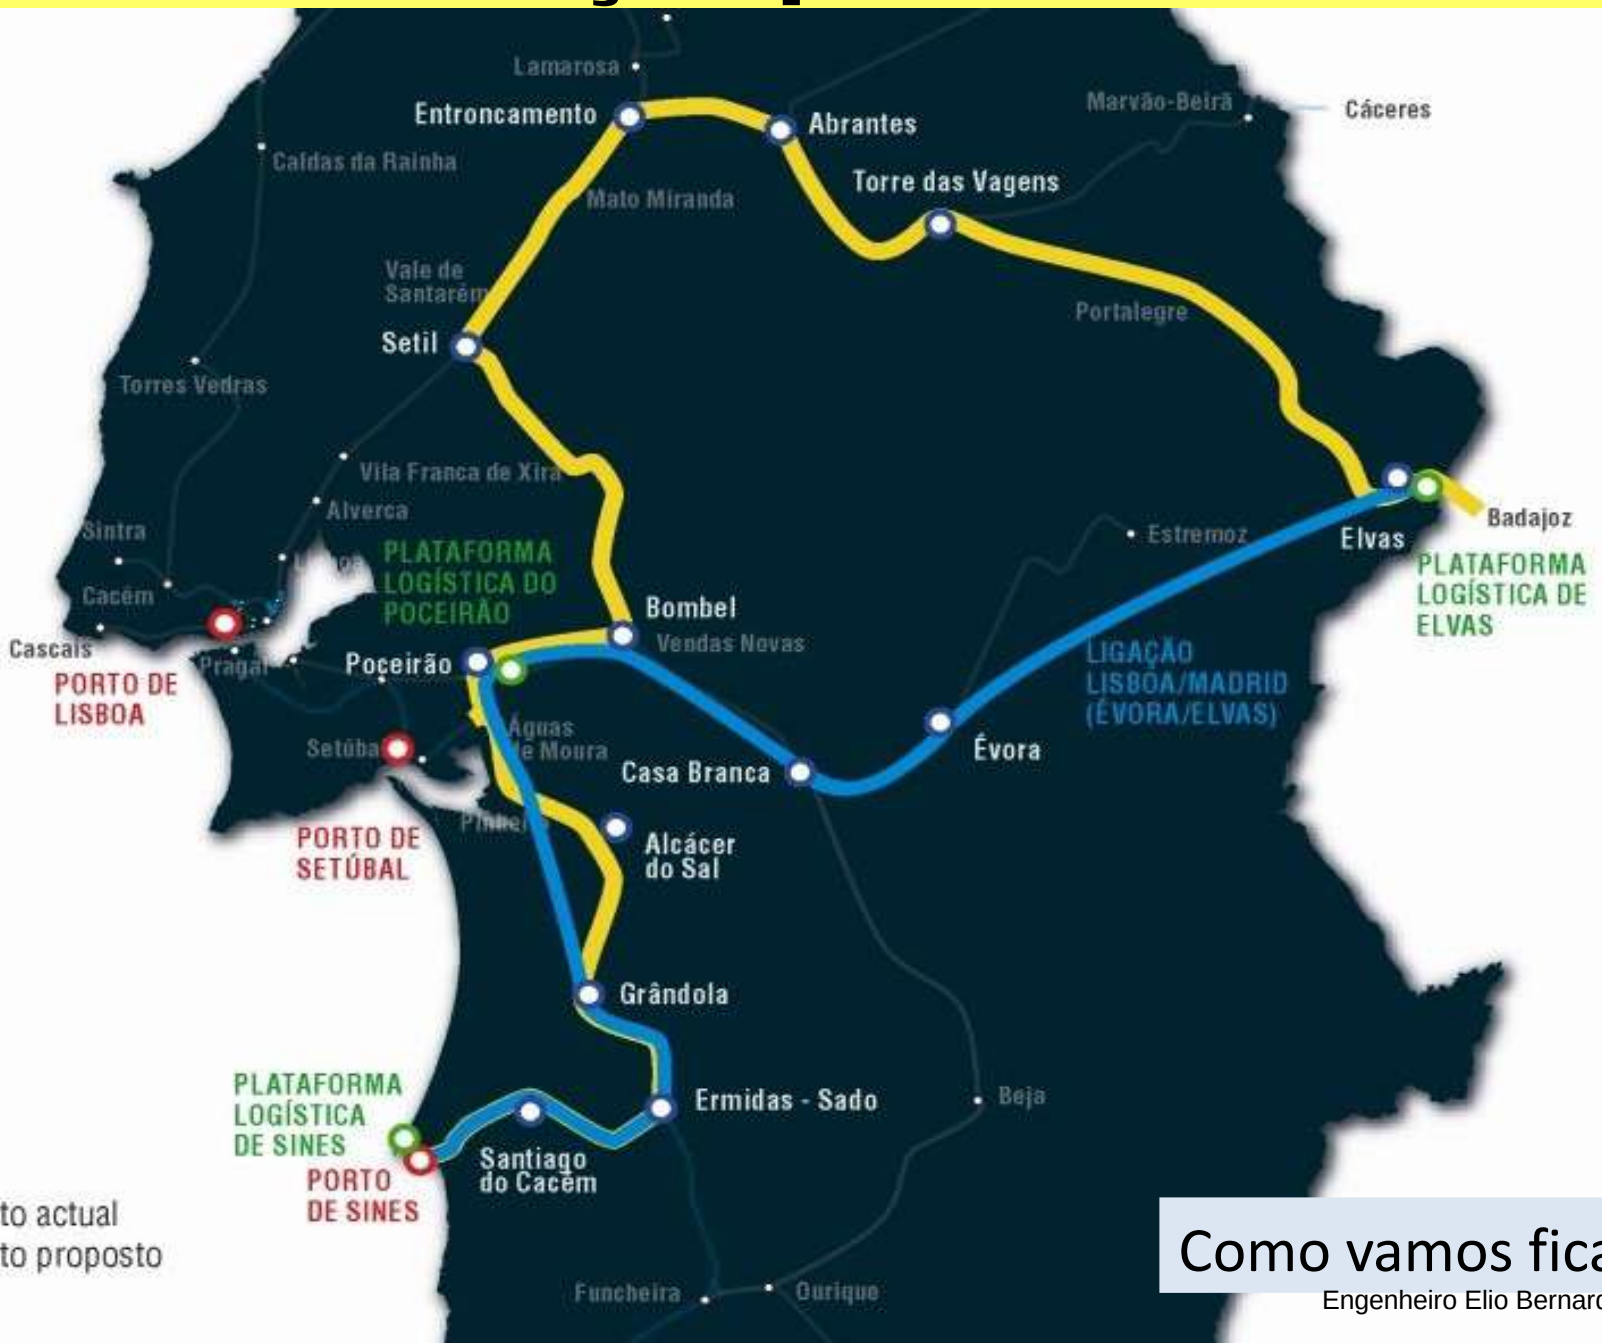 Lamarosa
Entroncamento
Abrantes
Marvão-Beirã
Cáceres
Caldas da Rainha
Mato Miranda
Torre das Vagens
Vale de
Santarém
Portalegre
Setil
Torres Vedras
Vila Franca de Xira
Alverca
Sintra
Estremoz
Elvas
Badajoz
PLATAFORMA
LOGÍSTICA DE
ELVAS
PLATAFORMA
LOGÍSTICA DO
POCEIRÃO
Cacém
Cascais
Bombel
Vendas Novas
Pragal
Poceirão
PORTO DE
LISBOA
LIGAÇÃO
LISBOA/MADRID
(ÉVORA/ELVAS)
Águas
de Moura
Setúbal
Évora
Casa Branca
PORTO DE
SETÚBAL
Pinheiro
Alcácer
do Sal
Grândola
PLATAFORMA
LOGÍSTICA
DE SINES
Ermidas - Sado
Beja
Santiago
do Cacém
PORTO
DE SINES
to actual
to proposto
Como vamos fica
Funcheira
Ourique
Engenheiro Elio Bernard